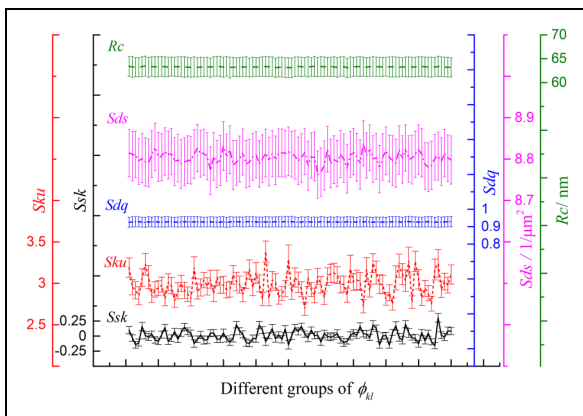 Rc
Sds
Sdq
Sku
Ssk
Sku
3.5
3
2.5
Ssk
0.25
0
-0.25
Sdq
1
0.9
0.8
Sds / 1/μm²
8.9
8.8
8.7
Rc/ nm
70
65
60
Different groups of ϕkl